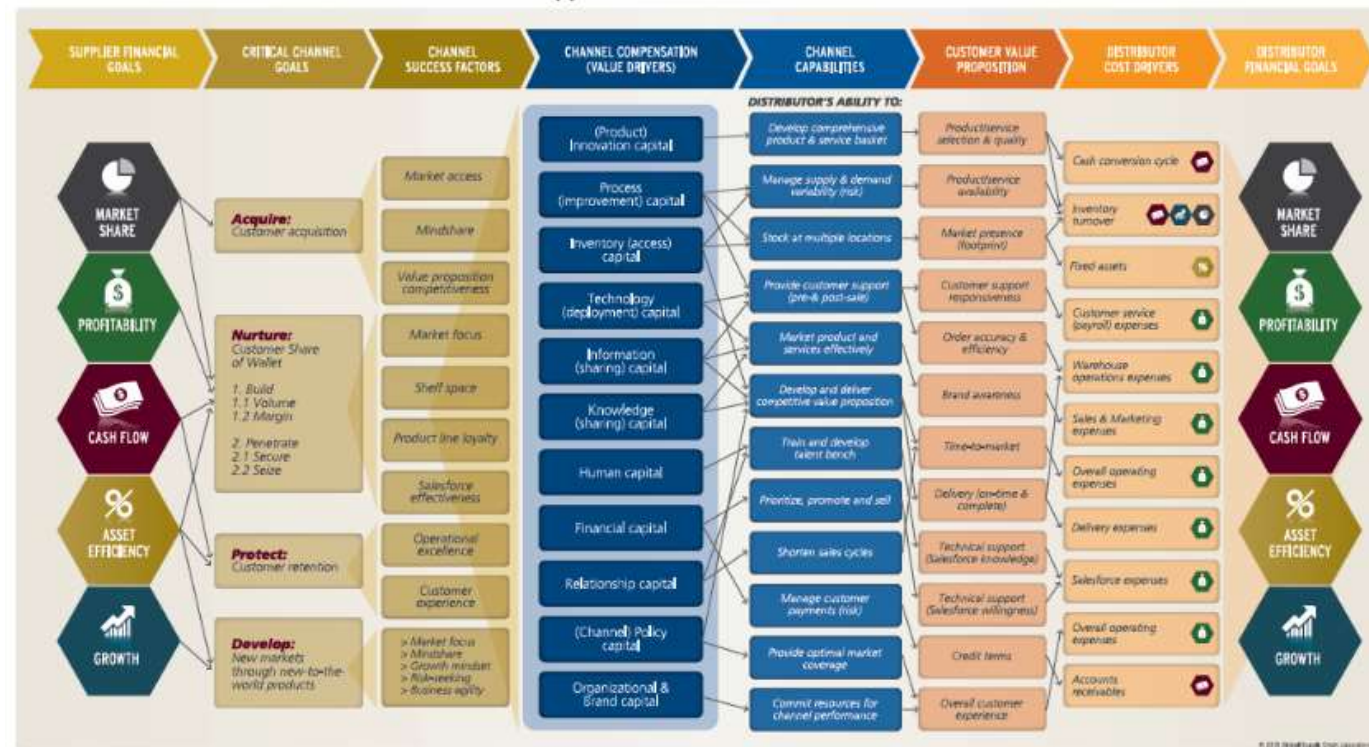 SUPPLIER FINANCIAL
GOALS
CRITICAL CHANNEL
GOALS
CHANNEL
SUCCESS FACTORS
CHANNEL COMPENSATION
(VALUE DRIVERS)
CHANNEL
CAPABILITIES
CUSTOMER VALUE
PROPOSITION
DISTRIBUTOR
COST DRIVERS
DISTRIBUTOR
FINANCIAL GOALS
MARKET
SHARE
PROFITABILITY
CASH FLOW
ASSET
EFFICIENCY
GROWTH
Acquire:
Customer acquisition
Nurture:
Customer Share
of Wallet
1. Build
1.1 Volume
1.2 Margin
2. Penetrate
2.1 Secure
2.2 Seize
Protect:
Customer retention
Develop:
New markets
through new-to-the-
world products
Market access
Mindshare
Value proposition
competitiveness
Market focus
Shelf space
Product line loyalty
Salesforce
effectiveness
Operational
excellence
Customer
experience
> Market focus
> Mindshare
> Growth mindset
> Risk-seeking
> Business agility
(Product)
Innovation capital
Process
(improvement) capital
Inventory (access)
capital
Technology
(deployment) capital
Information
(sharing) capital
Knowledge
(sharing) capital
Human capital
Financial capital
Relationship capital
(Channel) Policy
capital
Organizational &
Brand capital
DISTRIBUTOR'S ABILITY TO:
Develop comprehensive
product & service basket
Manage supply & demand
variability (risk)
Stock at multiple locations
Provide customer support
(pre-& post-sale)
Market product and
services effectively
Develop and deliver
competitive value proposition
Train and develop
talent bench
Prioritize, promote and sell
Shorten sales cycles
Manage customer
payments (risk)
Provide optimal market
coverage
Commit resources for
channel performance
Product/service
selection & quality
Product/service
availability
Market presence
(footprint)
Customer support
responsiveness
Order accuracy &
efficiency
Brand awareness
Time-to-market
Delivery (on-time &
complete)
Technical support
(Salesforce knowledge)
Technical support
(Salesforce willingness)
Credit terms
Overall customer
experience
Cash conversion cycle
Inventory
turnover
Fixed assets
Customer service
(payroll) expenses
Warehouse
operations expenses
Sales & Marketing
expenses
Overall operating
expenses
Delivery expenses
Salesforce expenses
Overall operating
expenses
Accounts
receivables
MARKET
SHARE
PROFITABILITY
CASH FLOW
ASSET
EFFICIENCY
GROWTH